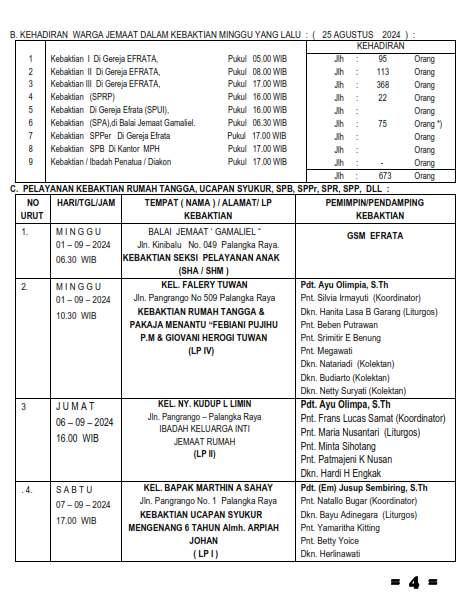 B. KEHADIRAN WARGA JEMAAT DALAM KEBAKTIAN MINGGU YANG LALU : ( 25 AGUSTUS 2024 ) :
KEHADIRAN
1 Kebaktian I Di Gereja EFRATA, Pukul 05.00 WIB Jlh : 95 Orang
2 Kebaktian II Di Gereja EFRATA, Pukul 08.00 WIB Jlh : 113 Orang
3 Kebaktian III Di Gereja EFRATA, Pukul 17.00 WIB Jlh : 368 Orang
4 Kebaktian (SPRP) Pukul 16.00 WIB Jlh : 22 Orang
5 Kebaktian Di Gereja Efrata (SPUI), Pukul 16.00 WIB Jlh : Orang
6 Kebaktian (SPA),di Balai Jemaat Gamaliel. Pukul 06.30 WIB Jlh : 75 Orang *)
7 Kebaktian SPPer Di Gereja Efrata Pukul 17.00 WIB Jlh : Orang
8 Kebaktian SPB Di Kantor MPH Pukul 17.00 WIB Jlh : Orang
9 Kebaktian / Ibadah Penatua / Diakon Pukul 17.00 WIB Jlh : - Orang
Jlh : 673 Orang
C. PELAYANAN KEBAKTIAN RUMAH TANGGA, UCAPAN SYUKUR, SPB, SPPr, SPR, SPP, DLL :
NO URUT
HARI/TGL/JAM
TEMPAT ( NAMA ) / ALAMAT/ LP
KEBAKTIAN
PEMIMPIN/PENDAMPING
KEBAKTIAN
1.
M I N G G U
01 – 09 – 2024
06.30 WIB
BALAI JEMAAT ‘ GAMALIEL “
Jln. Kinibalu No. 049 Palangka Raya.
KEBAKTIAN SEKSI PELAYANAN ANAK
(SHA / SHM )
GSM EFRATA
2.
M I N G G U
01 – 09 – 2024
10.30 WIB
KEL. FALERY TUWAN
Jln. Pangrango No 509 Palangka Raya
KEBAKTIAN RUMAH TANGGA &
PAKAJA MENANTU “FEBIANI PUJIHU
P.M & GIOVANI HEROGI TUWAN
(LP IV)
Pdt. Ayu Olimpia, S.Th
Pnt. Silvia Irmayuti (Koordinator)
Dkn. Hanita Lasa B Garang (Liturgos)
Pnt. Beben Putrawan
Pnt. Srimitir E Benung
Pnt. Megawati
Dkn. Natariadi (Kolektan)
Dkn. Budiarto (Kolektan)
Dkn. Netty Suryati (Kolektan)
3
J U M A T
06 – 09 – 2024
16.00 WIB
KEL. NY. KUDUP L LIMIN
Jln. Pangrango – Palangka Raya
IBADAH KELUARGA INTI
JEMAAT RUMAH
(LP II)
Pdt. Ayu Olimpa, S.Th
Pnt. Frans Lucas Samat (Koordinator)
Pnt. Maria Nusantari (Liturgos)
Pnt. Minta Sihotang
Pnt. Patmajeni K Nusan
Dkn. Hardi H Engkak
. 4.
S A B T U
07 – 09 – 2024
17.00 WIB
KEL. BAPAK MARTHIN A SAHAY
Jln. Pangrango No. 1 Palangka Raya
KEBAKTIAN UCAPAN SYUKUR
MENGENANG 6 TAHUN Almh. ARPIAH
JOHAN
( LP I )
Pdt. (Em) Jusup Sembiring, S.Th
Pnt. Natallo Bugar (Koordinator)
Dkn. Bayu Adinegara (Liturgos)
Pnt. Yamaritha Kitting
Pnt. Betty Yoice
Dkn. Herlinawati
= 4 =